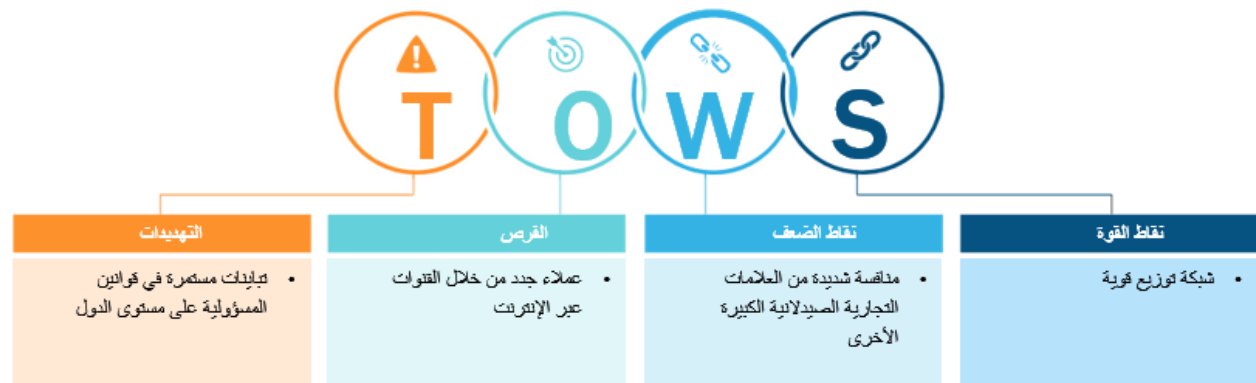 S
W
O
T
نقاط القوة
شبكة توزيع قوية
نقاط الضعف
منافسة شديدة من العلامات
التجارية الصيدلانية الكبيرة
الأخرى
الفرص
عملاء جدد من خلال القنوات
عبر الإنترنت
التهديدات
تباينات مستمرة في قوانين
المسؤولية على مستوى الدول